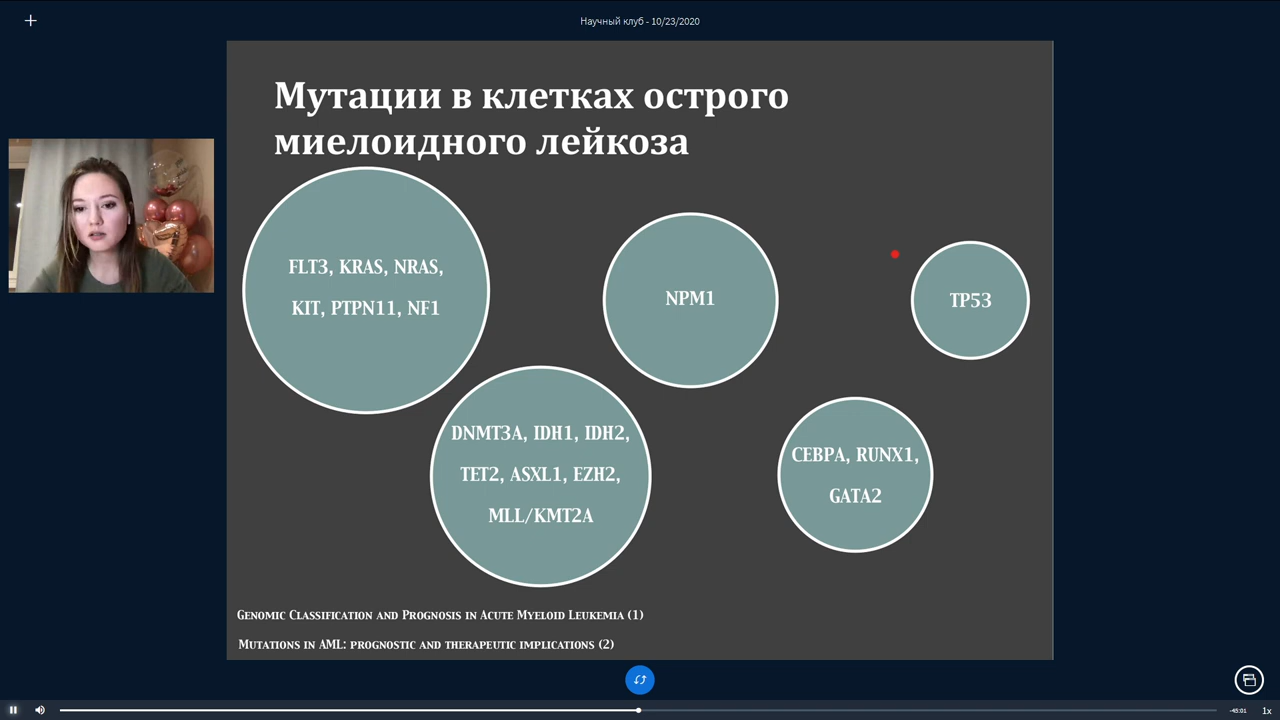 Научный клуб - 10/23/2020
Мутации в клетках острого
миелоидного лейкоза
FLT3, KRAS, NRAS,
KIT, PTPN11, NF1
NPM1
TP53
DNMT3A, IDH1, IDH2,
TET2, ASXL1, EZH2,
MLL/KMT2A
CEBPA, RUNX1,
GATA2
Genomic Classification and Prognosis in Acute Myeloid Leukemia (1)
Mutations in AML: prognostic and therapeutic implications (2)
-45:01
1x